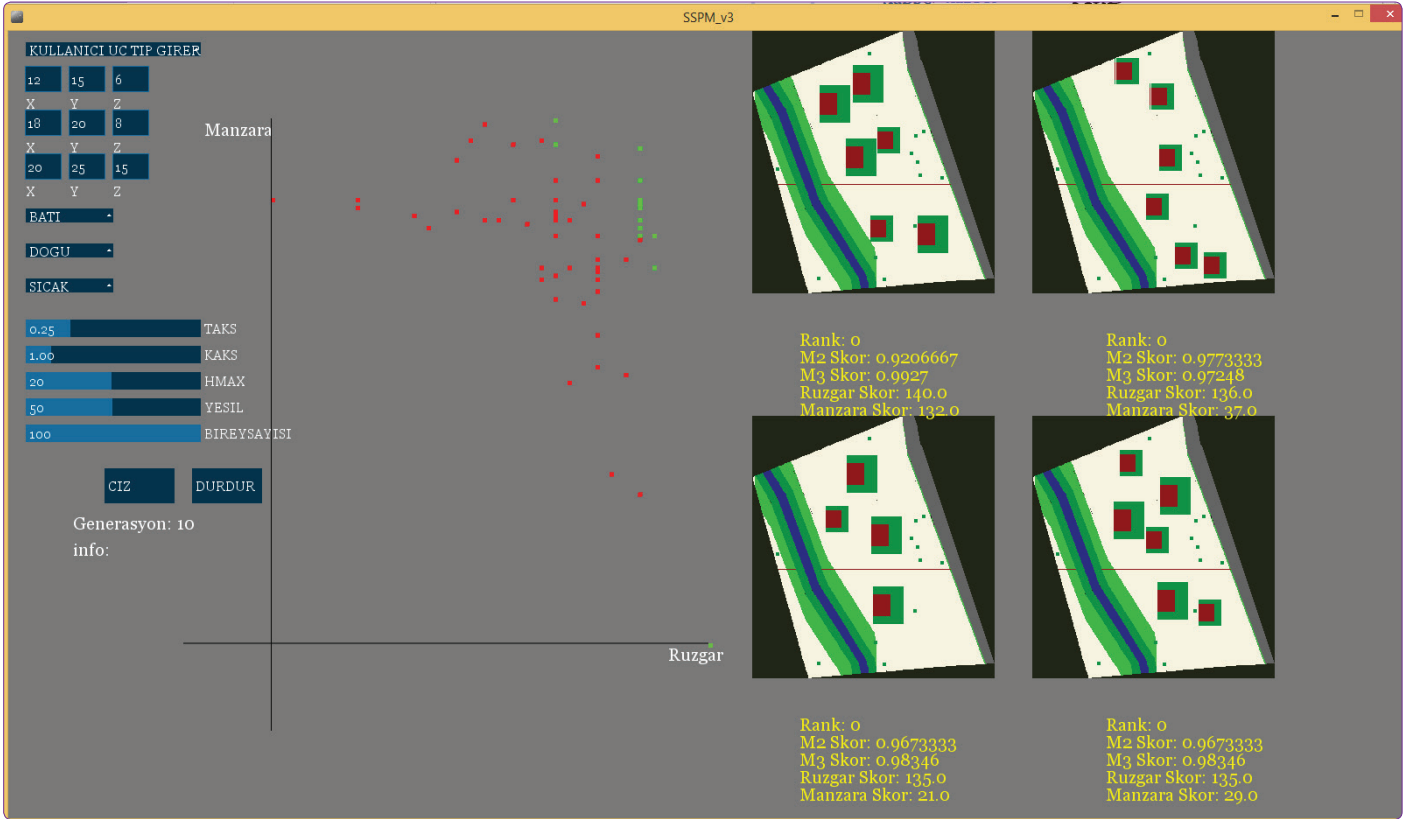 SSPM_v3
KULLANICI UC TIP GIRER
12 15 6
X Y Z
18 20 8
X Y Z
20 25 15
X Y Z
BATI
DOGU
SICAK
0.25 TAKS
1.00 KAKS
20 HMAX
50 YESIL
100 BIREYSAYISI
CIZ DURDUR
Generasyon: 10
info:
Manzara
Ruzgar
Rank: 0
M2 Skor: 0.9206667
M3 Skor: 0.9927
Ruzgar Skor: 140.0
Manzara Skor: 132.0
Rank: 0
M2 Skor: 0.9773333
M3 Skor: 0.97248
Ruzgar Skor: 136.0
Manzara Skor: 37.0
Rank: 0
M2 Skor: 0.9673333
M3 Skor: 0.98346
Ruzgar Skor: 135.0
Manzara Skor: 21.0
Rank: 0
M2 Skor: 0.9673333
M3 Skor: 0.98346
Ruzgar Skor: 135.0
Manzara Skor: 29.0